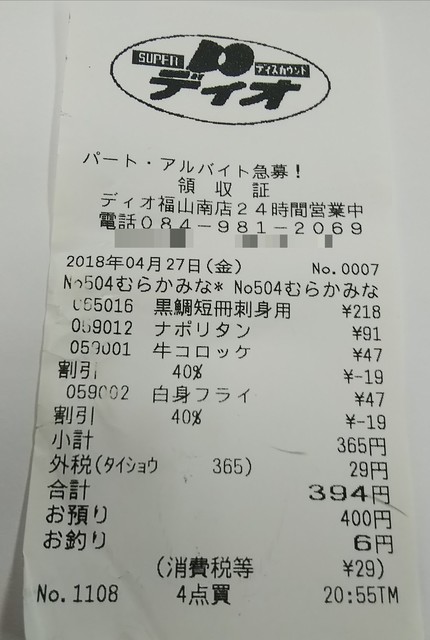 SUPER DO ディスカウント
ディオ
パート・アルバイト急募!
領 収 証
ディオ福山南店24時間営業中
電話084-981-2069
2018年04月27日(金) No.0007
No504むらかみな* No504むらかみな
065016 黒鯛短冊刺身用 ¥218
059012 ナポリタン ¥91
059001 牛コロッケ ¥47
割引 40% ¥-19
059002 白身フライ ¥47
割引 40% ¥-19
小計 365円
外税(タイショウ 365) 29円
合計 394円
お預り 400円
お釣り 6円
(消費税等 ¥29)
No.1108 4点買 20:55TM